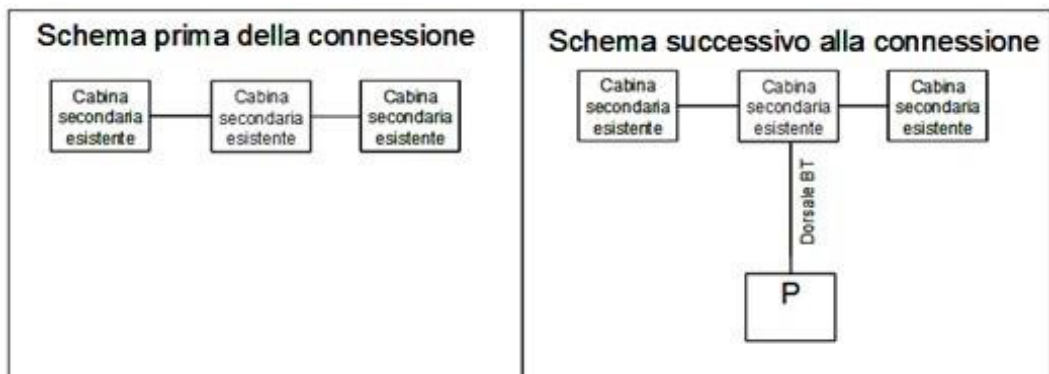 Schema prima della connessione
Cabina
secondaria
esistente
Cabina
secondaria
esistente
Cabina
secondaria
esistente
Schema successivo alla connessione
Cabina
secondaria
esistente
Cabina
secondaria
esistente
Cabina
secondaria
esistente
Dorsale BT
P